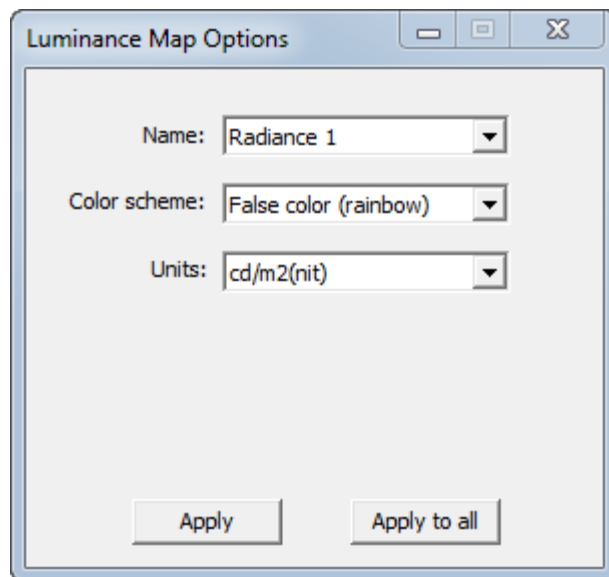 Luminance Map Options
Name: Radiance 1
Color scheme: False color (rainbow)
Units: cd/m2(nit)
Apply Apply to all